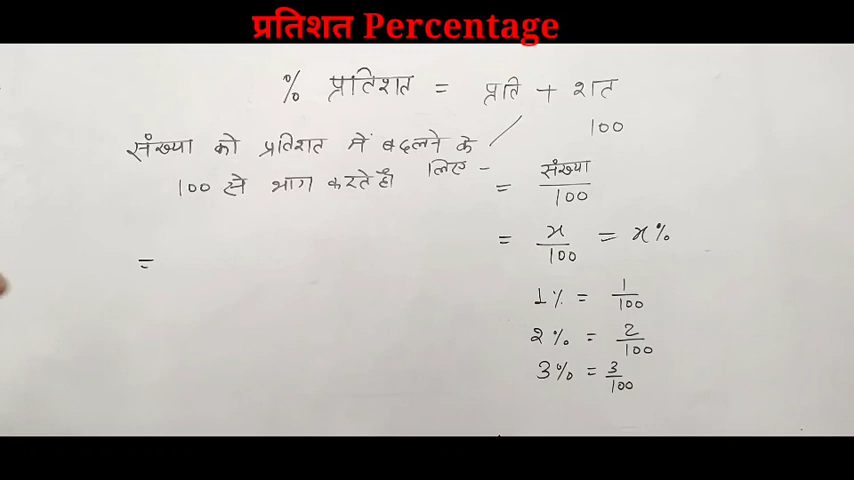 प्रतिशत Percentage
% प्रतिशत = प्रति + शत
/ 100
संख्या को प्रतिशत में बदलने के लिए -
100 से भाग करते हैं
= संख्या/100
= x/100 = x%
=
1% = 1/100
2% = 2/100
3% = 3/100